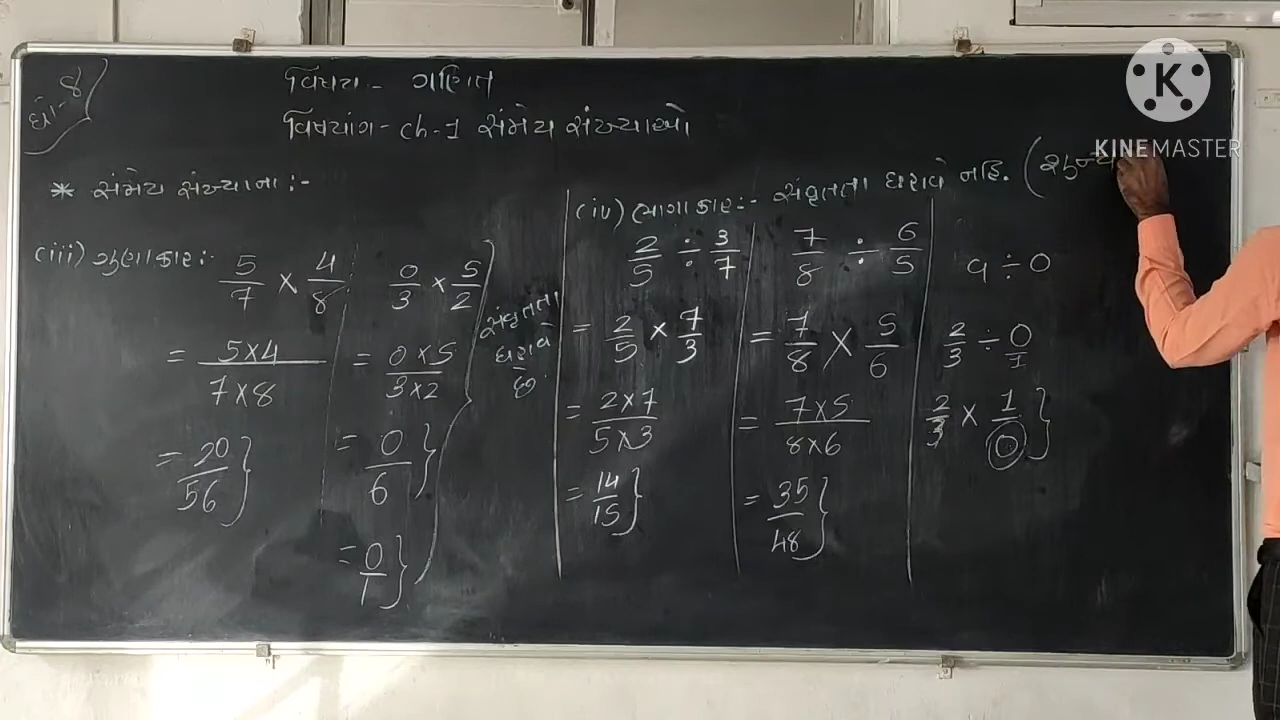 ધો-૪
વિષય - ગણિત
વિષયાંગ - ch-1 સંમેય સંખ્યાઓ
* સંમેય સંખ્યાના :-
(iii) ગુણાકાર :-
5/7 × 4/8
= 5×4 / 7×8
= 20/56 }
0/3 × 5/2
= 0×5 / 3×2
= 0/6 }
= 0/1 }
સંવૃતતા
ધરાવે
છે.
(iv) ભાગાકાર :- સંવૃતતા ધરાવે નહિ. (શૂન્ય
2/5 ÷ 3/7
= 2/5 × 7/3
= 2×7 / 5×3
= 14/15 }
7/8 ÷ 6/5
= 7/8 × 5/6
= 7×5 / 8×6
= 35/48 }
a ÷ 0
2/3 ÷ 0/1
2/3 × 1/0 }
K
KINEMASTER